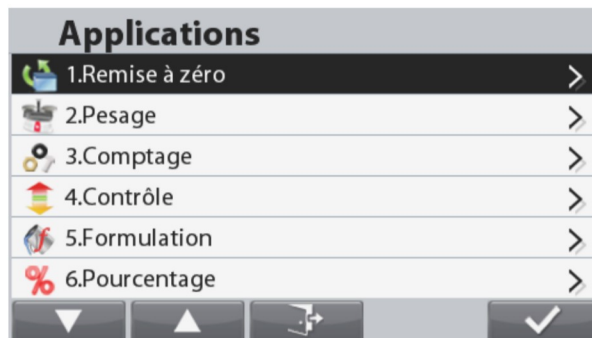 Applications
1.Remise à zéro
2.Pesage
3.Comptage
4.Contrôle
5.Formulation
6.Pourcentage